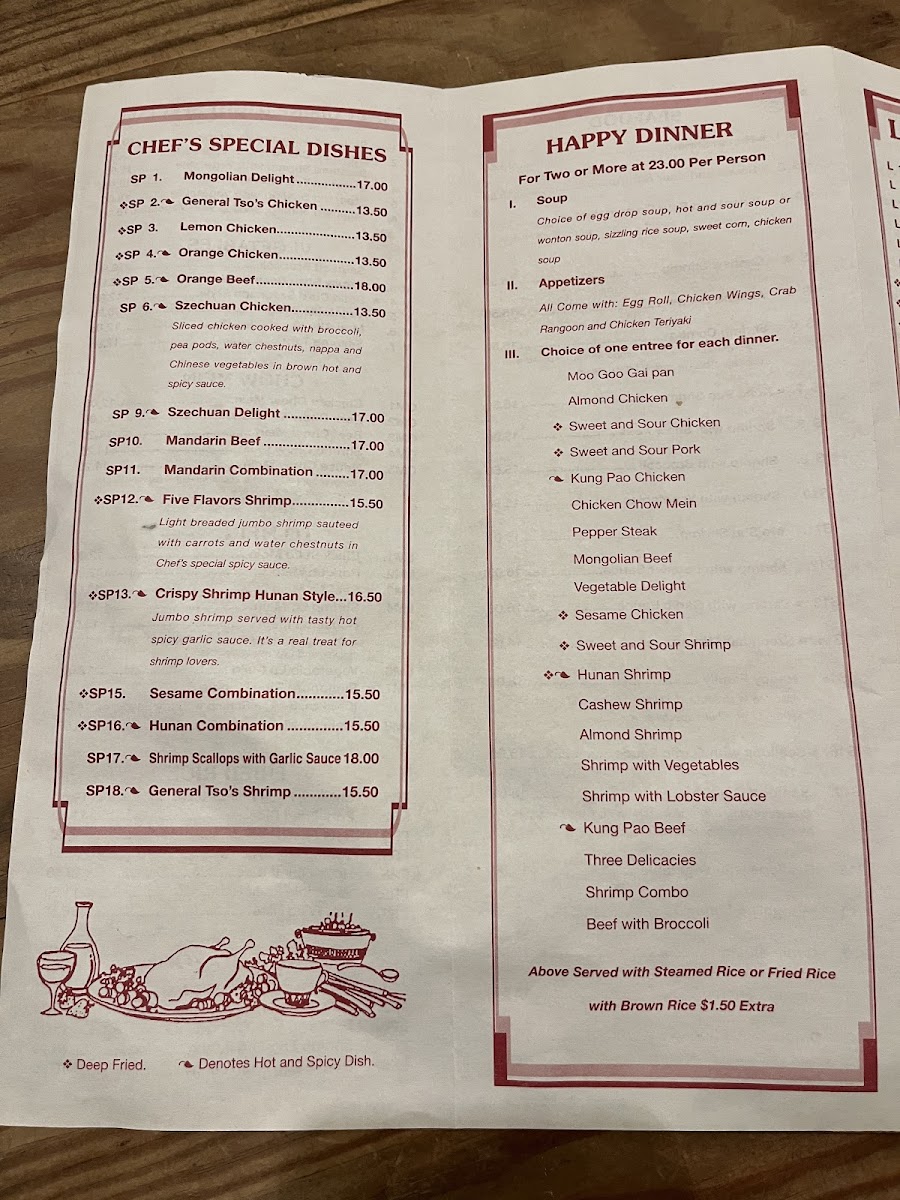 CHEF'S SPECIAL DISHES
SP 1. Mongolian Delight................17.00
❖SP 2. General Tso's Chicken ..........13.50
❖SP 3. Lemon Chicken......................13.50
❖SP 4. Orange Chicken.....................13.50
❖SP 5. Orange Beef...........................18.00
SP 6. Szechuan Chicken.................13.50
Sliced chicken cooked with broccoli,
pea pods, water chestnuts, nappa and
Chinese vegetables in brown hot and
spicy sauce.
SP 9. Szechuan Delight ..................17.00
SP10. Mandarin Beef ........................17.00
SP11. Mandarin Combination .........17.00
❖SP12. Five Flavors Shrimp...............15.50
Light breaded jumbo shrimp sauteed
with carrots and water chestnuts in
Chef's special spicy sauce.
❖SP13. Crispy Shrimp Hunan Style...16.50
Jumbo shrimp served with tasty hot
spicy garlic sauce. It's a real treat for
shrimp lovers.
❖SP15. Sesame Combination............15.50
❖SP16. Hunan Combination ..............15.50
SP17. Shrimp Scallops with Garlic Sauce 18.00
SP18. General Tso's Shrimp ............15.50
❖ Deep Fried. Denotes Hot and Spicy Dish.
HAPPY DINNER
For Two or More at 23.00 Per Person
I. Soup
Choice of egg drop soup, hot and sour soup or
wonton soup, sizzling rice soup, sweet corn, chicken
soup
II. Appetizers
All Come with: Egg Roll, Chicken Wings, Crab
Rangoon and Chicken Teriyaki
III. Choice of one entree for each dinner.
Moo Goo Gai pan
Almond Chicken
❖ Sweet and Sour Chicken
❖ Sweet and Sour Pork
Kung Pao Chicken
Chicken Chow Mein
Pepper Steak
Mongolian Beef
Vegetable Delight
❖ Sesame Chicken
❖ Sweet and Sour Shrimp
❖ Hunan Shrimp
Cashew Shrimp
Almond Shrimp
Shrimp with Vegetables
Shrimp with Lobster Sauce
Kung Pao Beef
Three Delicacies
Shrimp Combo
Beef with Broccoli
Above Served with Steamed Rice or Fried Rice
with Brown Rice $1.50 Extra